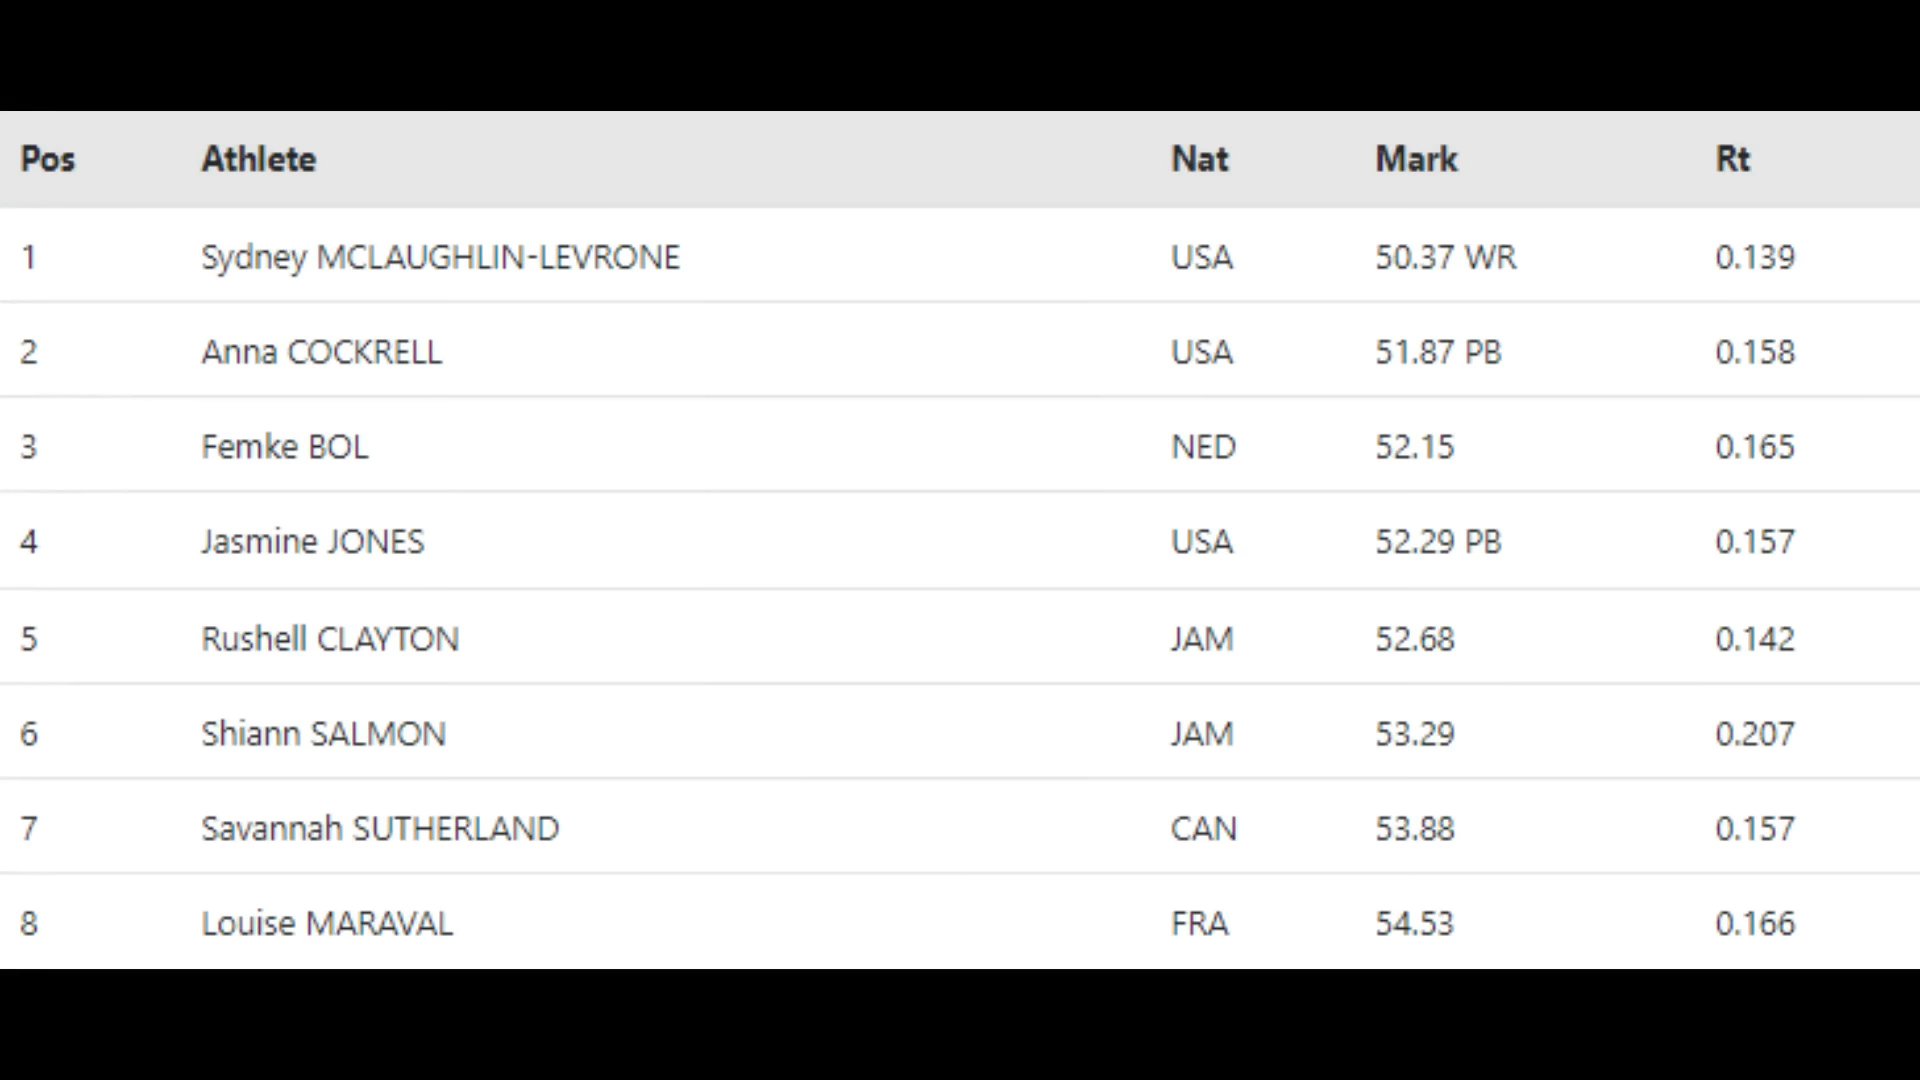 Pos Athlete Nat Mark Rt
1 Sydney MCLAUGHLIN-LEVRONE USA 50.37 WR 0.139
2 Anna COCKRELL USA 51.87 PB 0.158
3 Femke BOL NED 52.15 0.165
4 Jasmine JONES USA 52.29 PB 0.157
5 Rushell CLAYTON JAM 52.68 0.142
6 Shiann SALMON JAM 53.29 0.207
7 Savannah SUTHERLAND CAN 53.88 0.157
8 Louise MARAVAL FRA 54.53 0.166